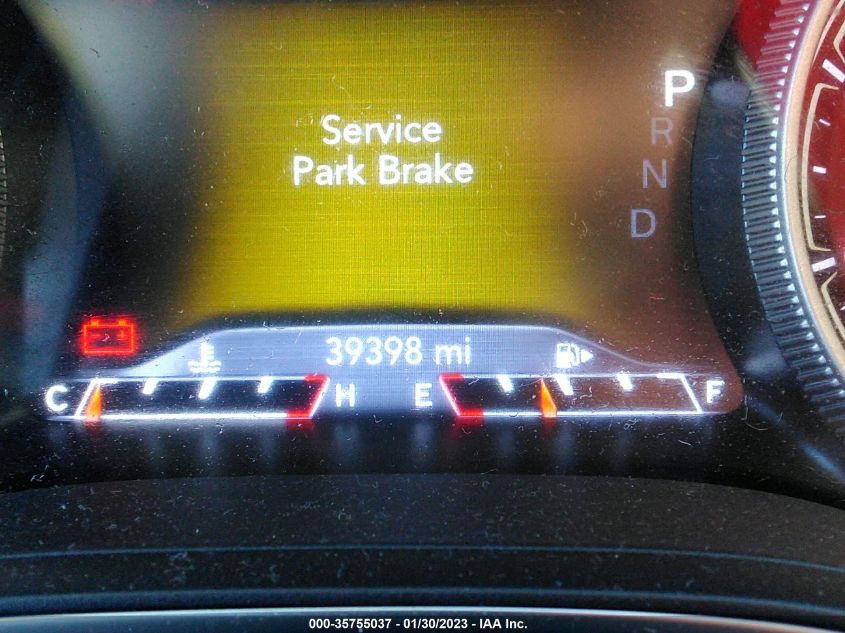 Service
Park Brake
P
R
N
D
39398 mi
C
H
E
F
000-35755037 - 01/30/2023 - IAA Inc.